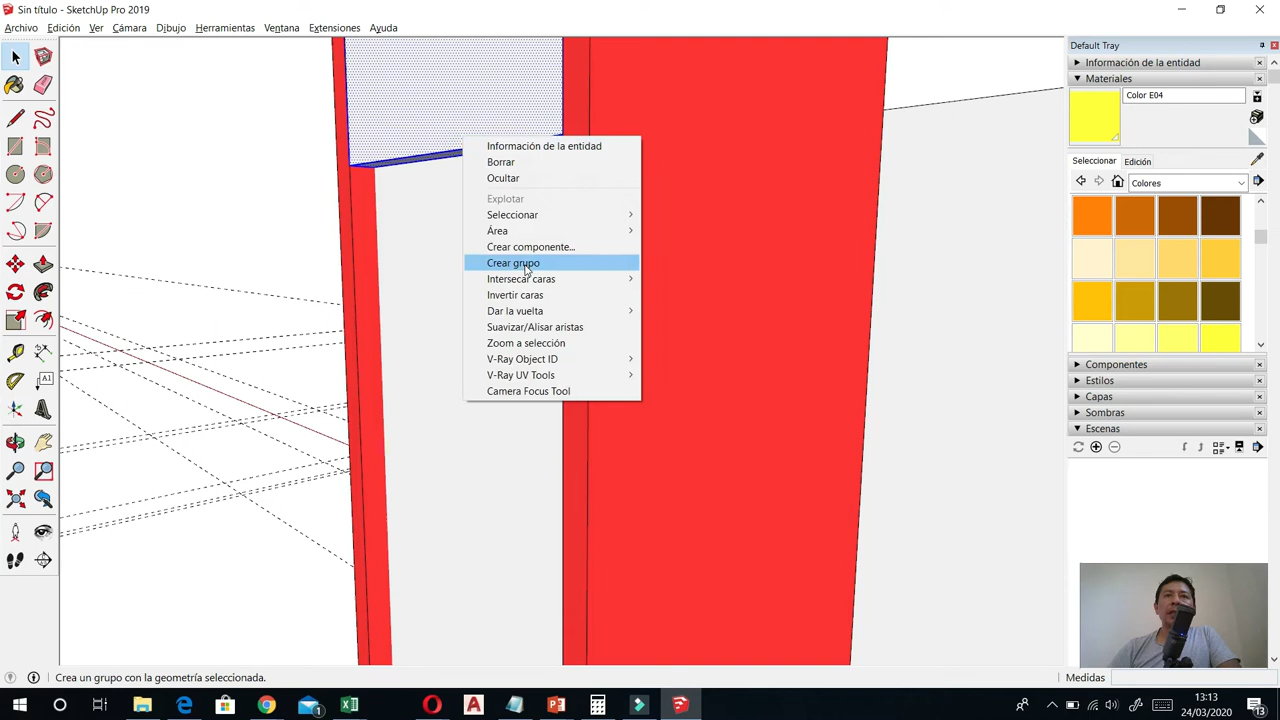 Sin título - SketchUp Pro 2019
Archivo Edición Ver Cámara Dibujo Herramientas Ventana Extensiones Ayuda
Default Tray
Información de la entidad
Materiales
Color E04
Seleccionar Edición
Colores
Componentes
Estilos
Capas
Sombras
Escenas
Información de la entidad
Borrar
Ocultar
Explotar
Seleccionar
Área
Crear componente...
Crear grupo
Intersecar caras
Invertir caras
Dar la vuelta
Suavizar/Alisar aristas
Zoom a selección
V-Ray Object ID
V-Ray UV Tools
Camera Focus Tool
A1
Crea un grupo con la geometría seleccionada.
Medidas
13:13
24/03/2020